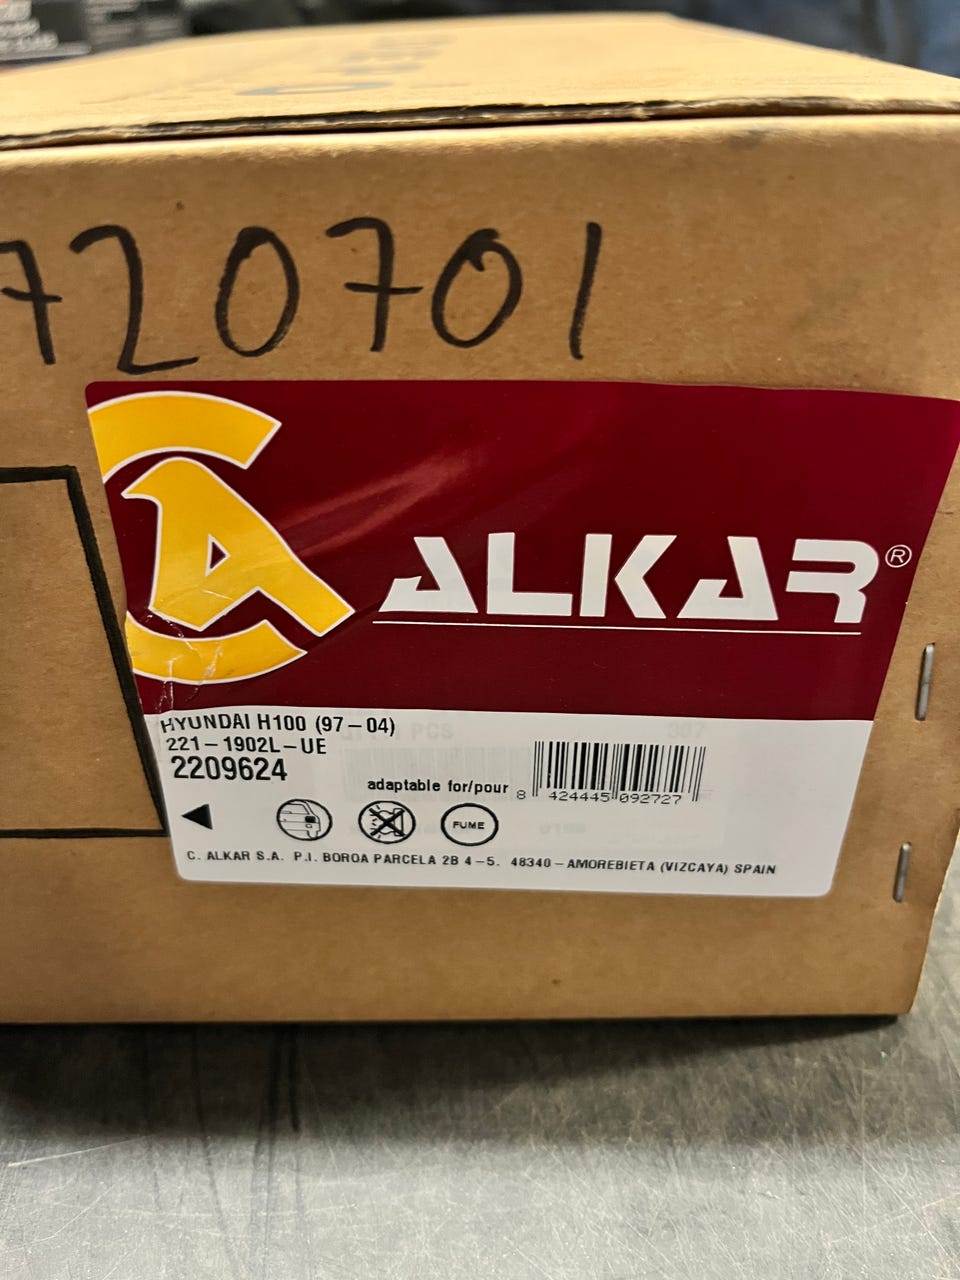 720701
ALKAR®
HYUNDAI H100 (97-04)
221-1902L-UE
2209624
adaptable for/pour
8 424445 092727
FUME
C. ALKAR S.A. P.I. BOROA PARCELA 2B 4-5. 48340-AMOREBIETA (VIZCAYA) SPAIN